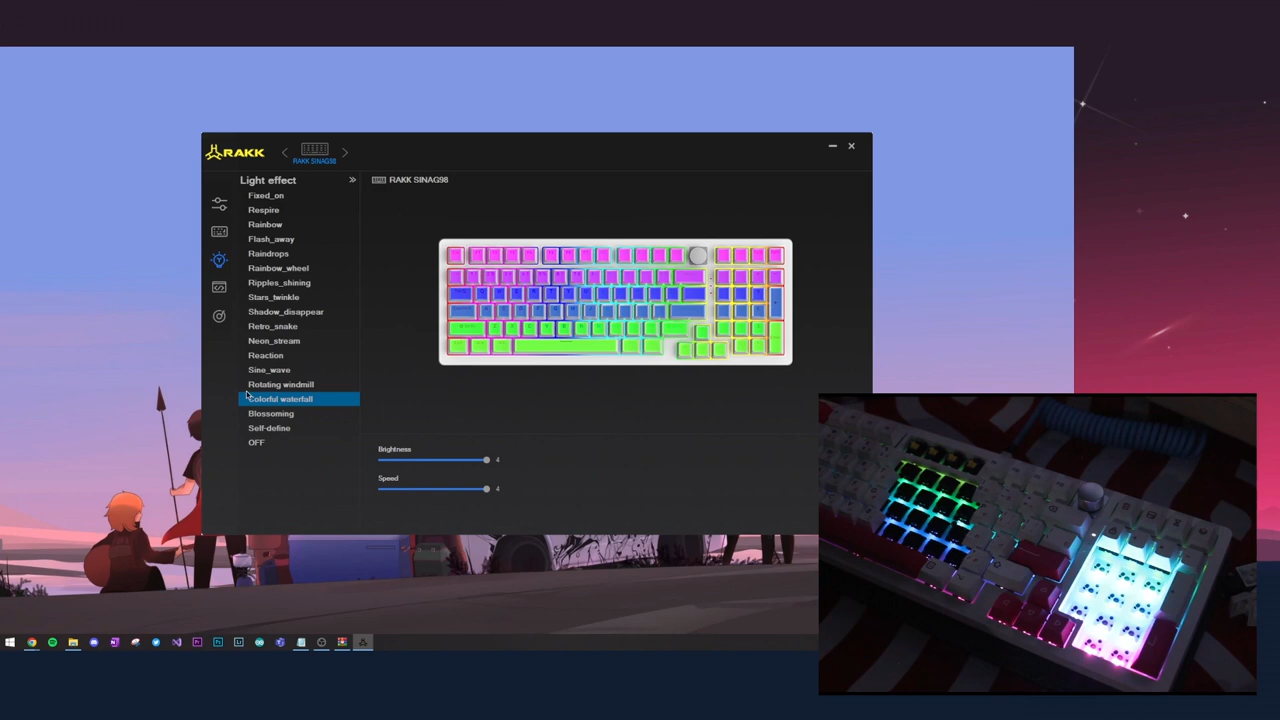 RAKK
RAKK SINAG98
Light effect
RAKK SINAG98
Fixed_on
Respire
Rainbow
Flash_away
Raindrops
Rainbow_wheel
Ripples_shining
Stars_twinkle
Shadow_disappear
Retro_snake
Neon_stream
Reaction
Sine_wave
Rotating windmill
Colorful waterfall
Blossoming
Self-define
OFF
Brightness
4
Speed
4